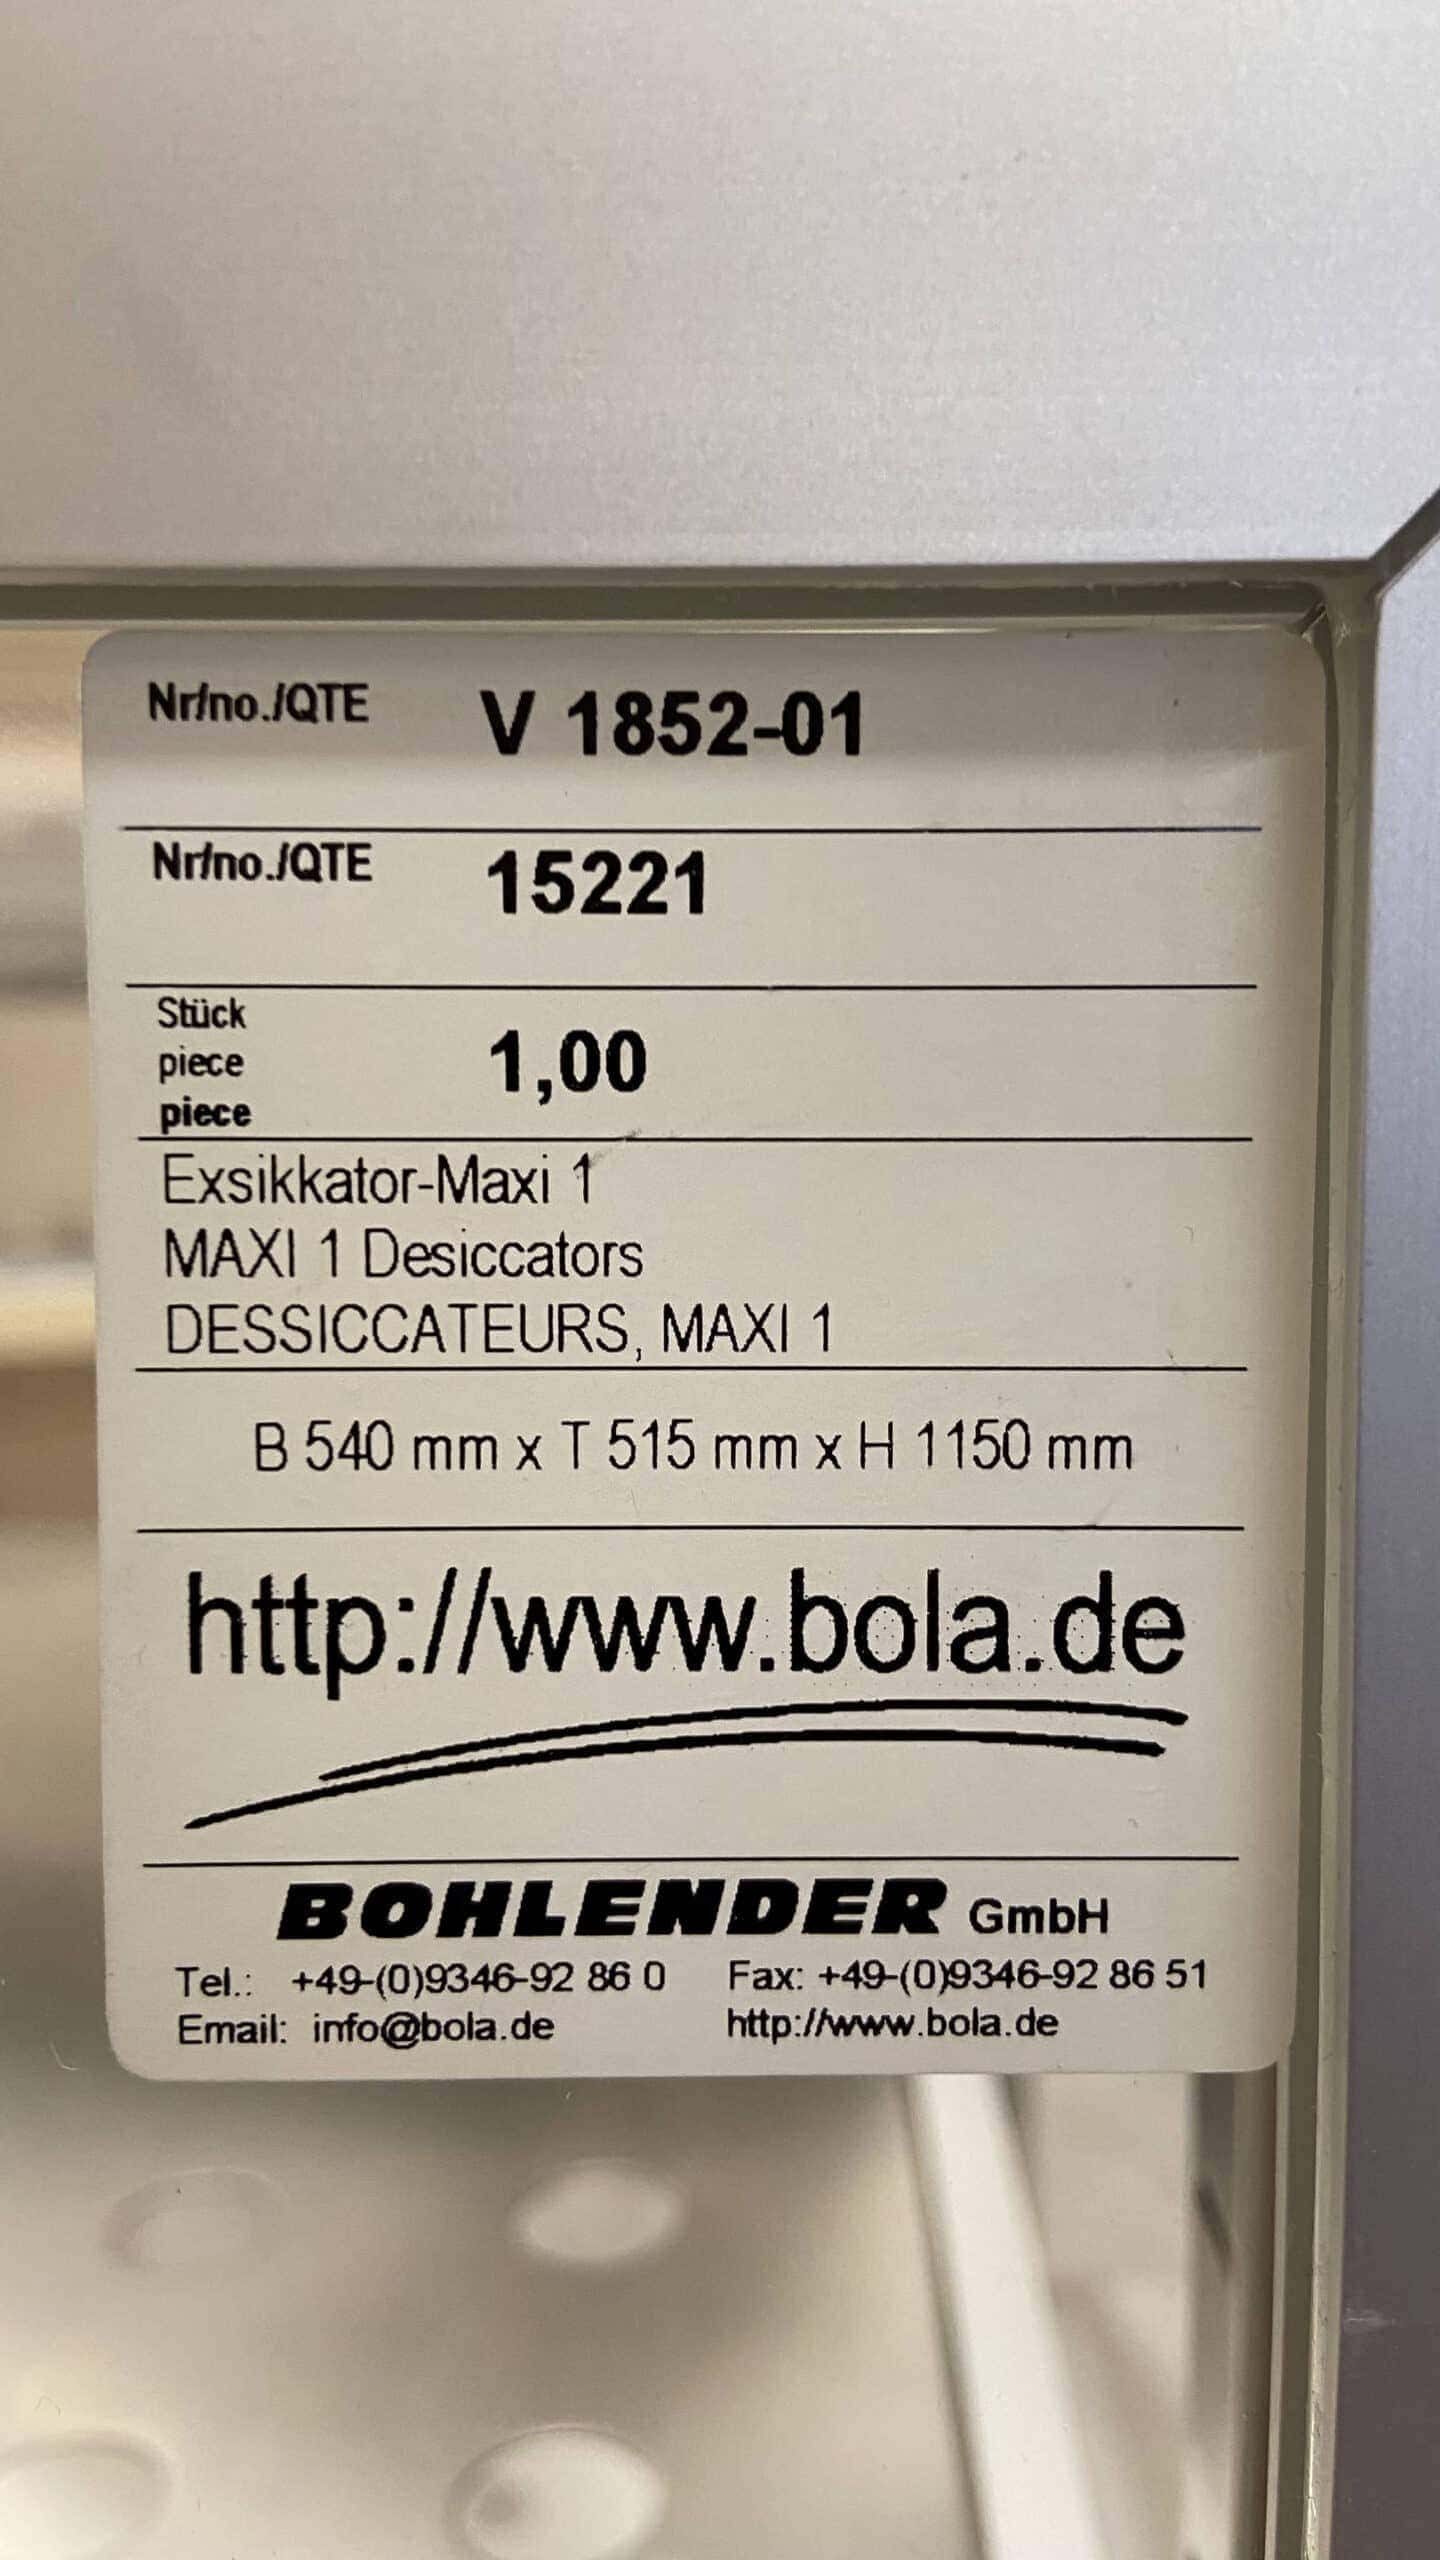 Nr/no./QTE V 1852-01
Nr/no./QTE 15221
Stück
piece 1,00
piece
Exsikkator-Maxi 1
MAXI 1 Desiccators
DESSICCATEURS, MAXI 1
B 540 mm x T 515 mm x H 1150 mm
http://www.bola.de
BOHLENDER GmbH
Tel.: +49-(0)9346-92 86 0 Fax: +49-(0)9346-92 86 51
Email: info@bola.de http://www.bola.de